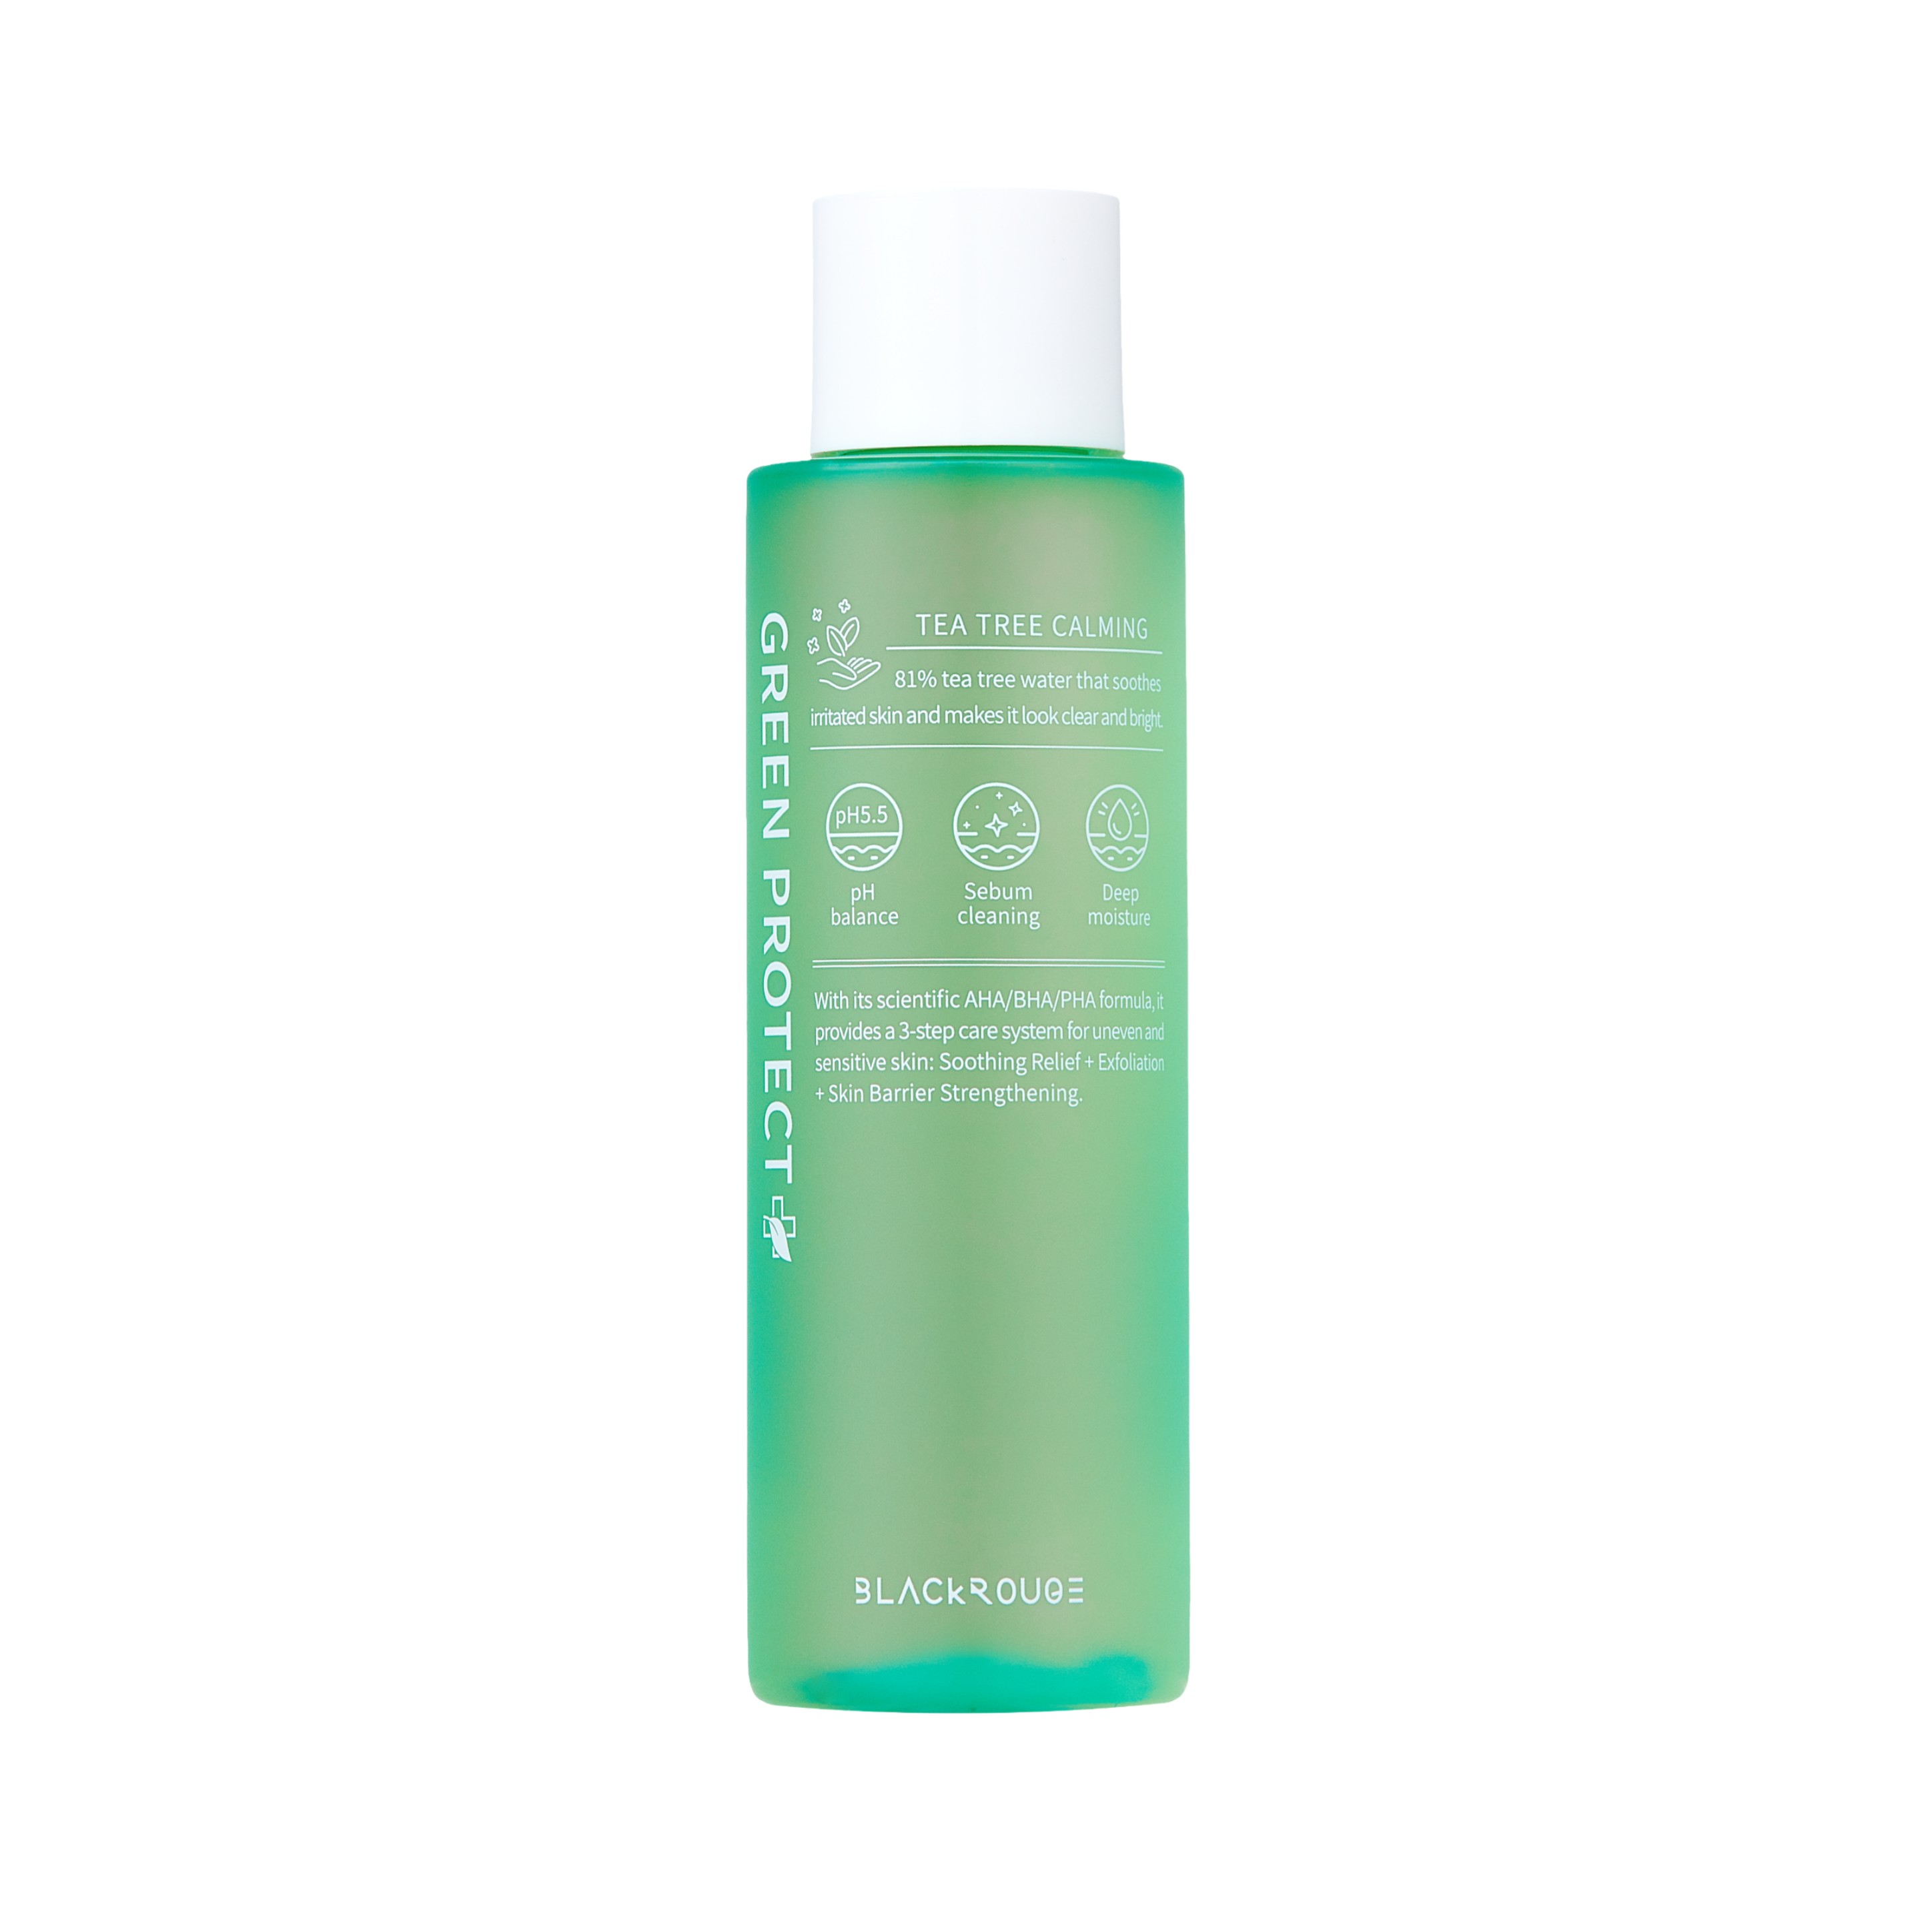 GREEN PROTECT
TEA TREE CALMING
81% tea tree water that soothes
irritated skin and makes it look clear and bright.
pH5.5
pH
balance
Sebum
cleaning
Deep
moisture
With its scientific AHA/BHA/PHA formula, it
provides a 3-step care system for uneven and
sensitive skin: Soothing Relief + Exfoliation
+ Skin Barrier Strengthening.
BLACKROUGE